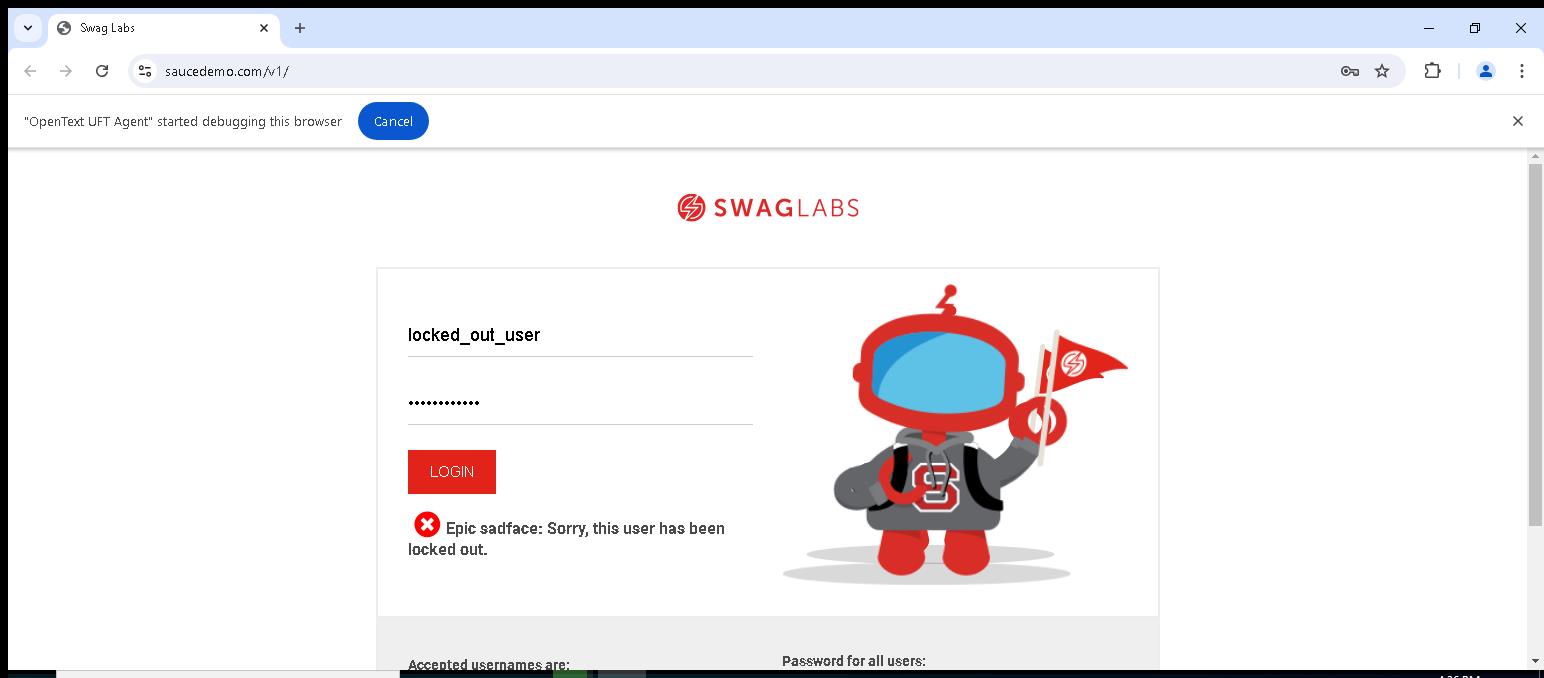 Swag Labs
saucedemo.com/v1/
"OpenText UFT Agent" started debugging this browser
Cancel
SWAGLABS
locked_out_user
••••••••••••
LOGIN
Epic sadface: Sorry, this user has been
locked out.
S
Accepted usernames are:
Password for all users: